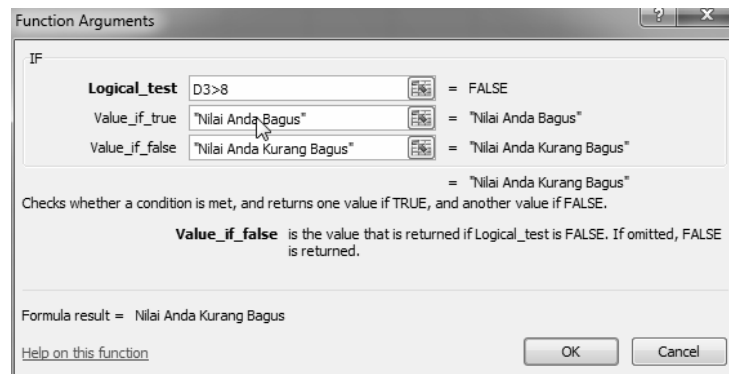 Function Arguments
? X
IF
Logical_test D3>8 = FALSE
Value_if_true "Nilai Anda Bagus" = "Nilai Anda Bagus"
Value_if_false "Nilai Anda Kurang Bagus" = "Nilai Anda Kurang Bagus"
= "Nilai Anda Kurang Bagus"
Checks whether a condition is met, and returns one value if TRUE, and another value if FALSE.
Value_if_false is the value that is returned if Logical_test is FALSE. If omitted, FALSE
is returned.
Formula result = Nilai Anda Kurang Bagus
Help on this function OK Cancel